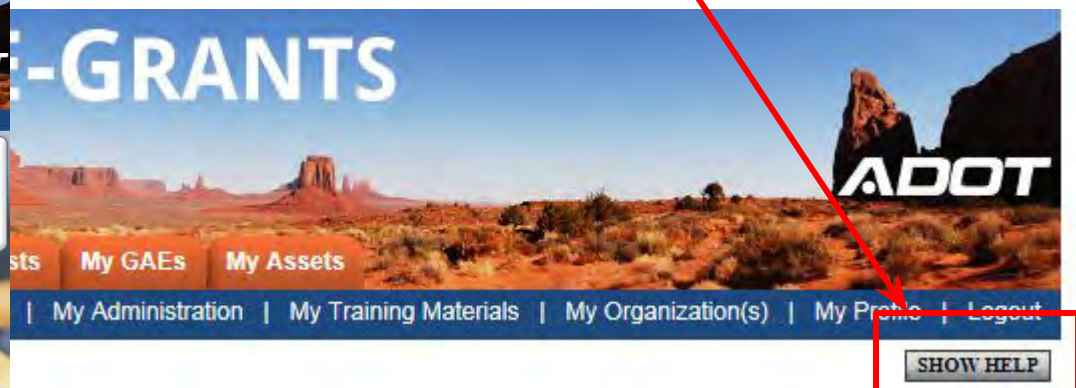 -GRANTS
ADOT
sts My GAEs My Assets
| My Administration | My Training Materials | My Organization(s) | My Profile | Logout
SHOW HELP